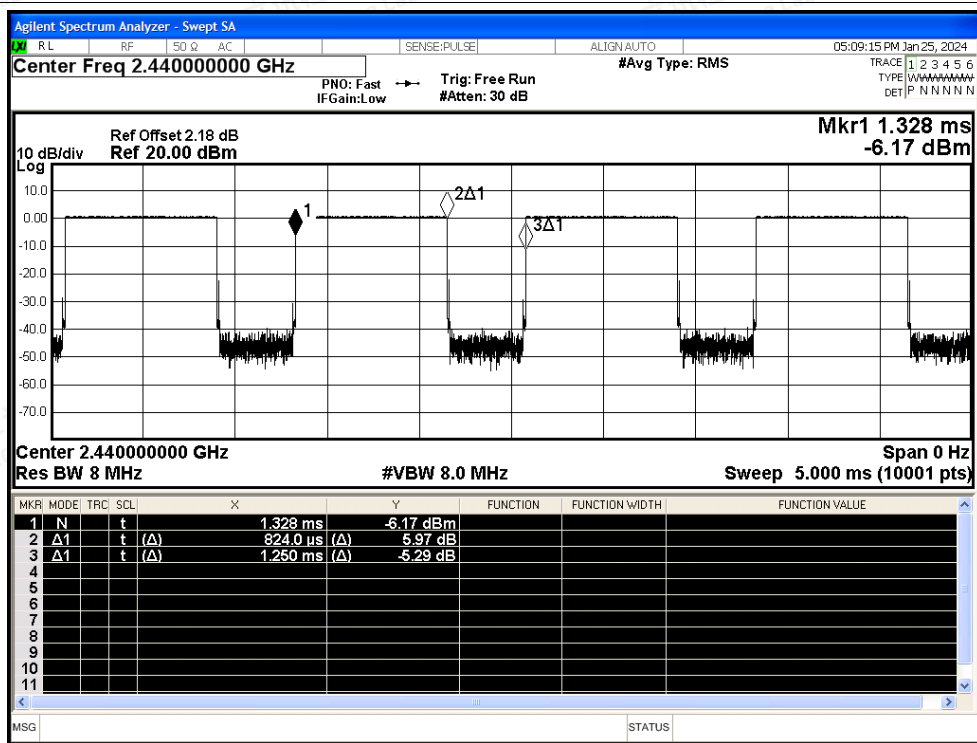 Agilent Spectrum Analyzer - Swept SA
LXI RL RF 50 Ω AC SENSE:PULSE ALIGN AUTO 05:09:15 PM Jan 25, 2024
Center Freq 2.440000000 GHz #Avg Type: RMS TRACE 1 2 3 4 5 6
PNO: Fast Trig: Free Run TYPE WWWWWW
IFGain:Low #Atten: 30 dB DET P N N N N N
Mkr1 1.328 ms
-6.17 dBm
Ref Offset 2.18 dB
10 dB/div Ref 20.00 dBm
Log
10.0
0.00
-10.0
-20.0
-30.0
-40.0
-50.0
-60.0
-70.0
1
2Δ1
3Δ1
Center 2.440000000 GHz Span 0 Hz
Res BW 8 MHz #VBW 8.0 MHz Sweep 5.000 ms (10001 pts)
MKR MODE TRC SCL X Y FUNCTION FUNCTION WIDTH FUNCTION VALUE
1 N t 1.328 ms -6.17 dBm
2 Δ1 t (Δ) 824.0 µs (Δ) 5.97 dB
3 Δ1 t (Δ) 1.250 ms (Δ) -5.29 dB
4
5
6
7
8
9
10
11
MSG STATUS